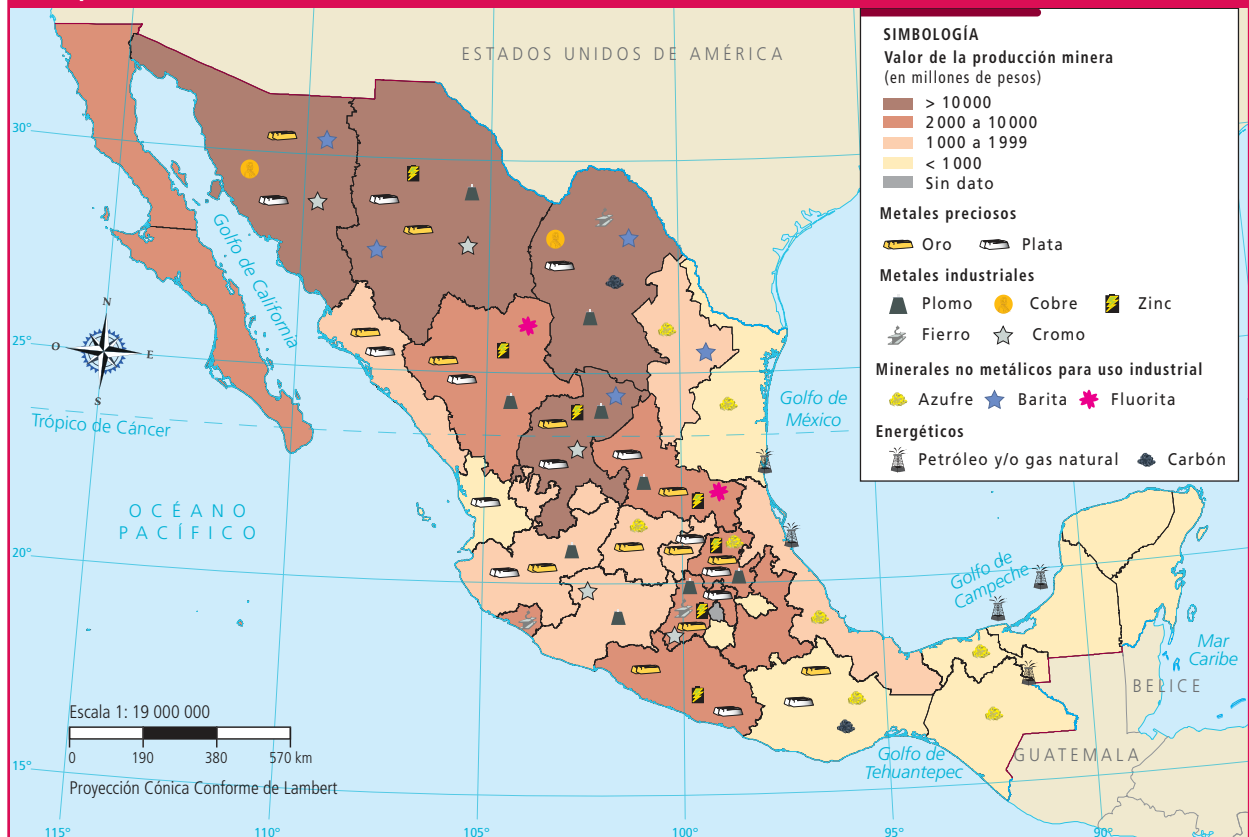 ESTADOS UNIDOS DE AMÉRICA
SIMBOLOGÍA
Valor de la producción minera
(en millones de pesos)
> 10000
2000 a 10000
1000 a 1999
< 1000
Sin dato
Metales preciosos
Oro
Plata
Metales industriales
Plomo
Cobre
Zinc
Fierro
Cromo
Minerales no metálicos para uso industrial
Azufre
Barita
Fluorita
Energéticos
Petróleo y/o gas natural
Carbón
30°
25°
20°
15°
Golfo de California
N
O
E
S
Trópico de Cáncer
Golfo de
México
OCÉANO
PACÍFICO
Golfo de
Campeche
Mar
Caribe
BELICE
GUATEMALA
Golfo de
Tehuantepec
Escala 1: 19 000 000
0 190 380 570 km
Proyección Cónica Conforme de Lambert
115° 110° 105° 100° 95° 90°